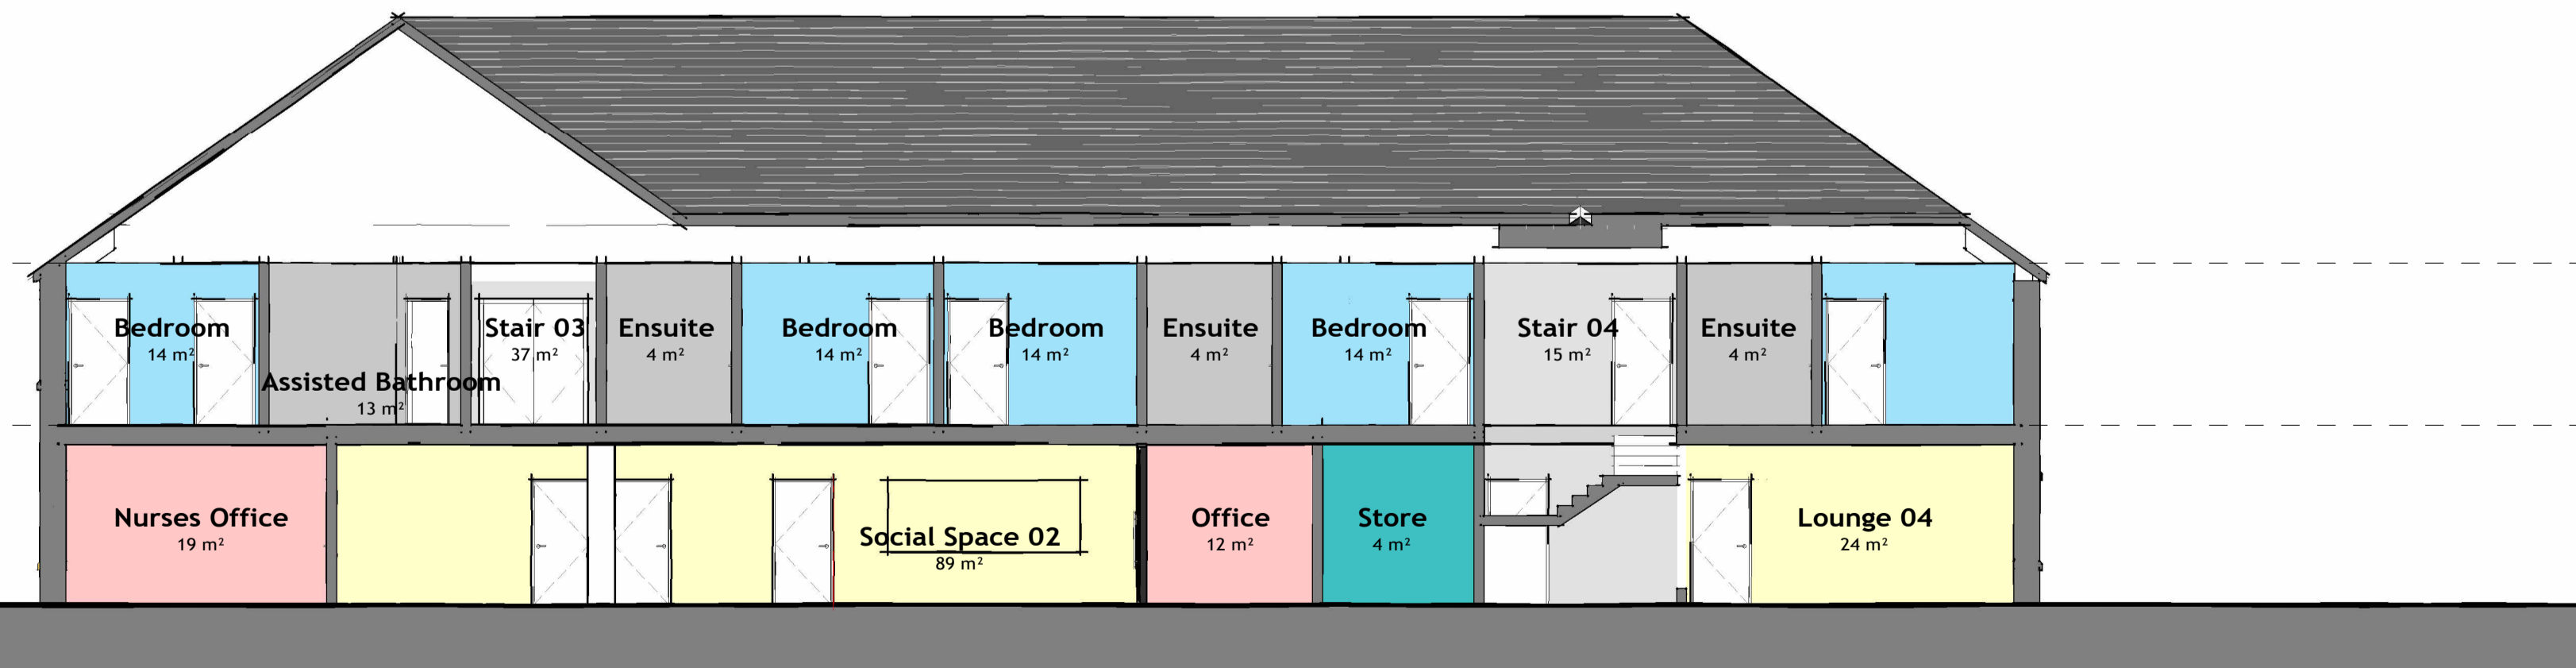 Bedroom
14 m²
Assisted Bathroom
13 m²
Stair 03
37 m²
Ensuite
4 m²
Bedroom
14 m²
Bedroom
14 m²
Ensuite
4 m²
Bedroom
14 m²
Stair 04
15 m²
Ensuite
4 m²
Nurses Office
19 m²
Social Space 02
89 m²
Office
12 m²
Store
4 m²
Lounge 04
24 m²